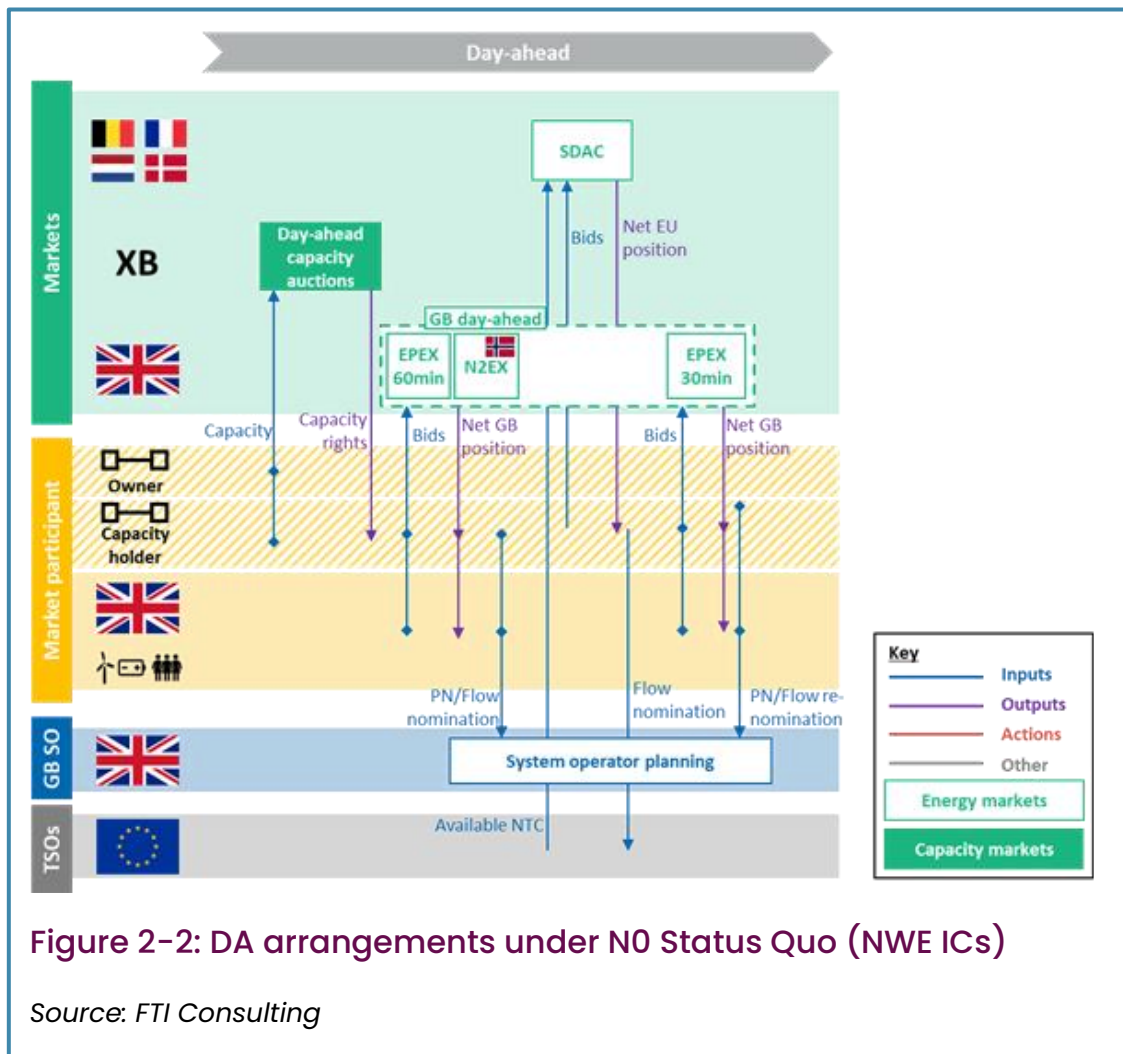 Day-ahead
Markets
SDAC
Bids
Net EU
position
XB
Day-ahead
capacity
auctions
GB day-ahead
EPEX
60min
N2EX
EPEX
30min
Capacity
Capacity
rights
Bids
Net GB
position
Bids
Net GB
position
Market participant
Owner
Capacity
holder
PN/Flow
nomination
Flow
nomination
PN/Flow re-
nomination
GB SO
System operator planning
TSOs
Available NTC
Key
Inputs
Outputs
Actions
Other
Energy markets
Capacity markets
Figure 2-2: DA arrangements under N0 Status Quo (NWE ICs)
Source: FTI Consulting